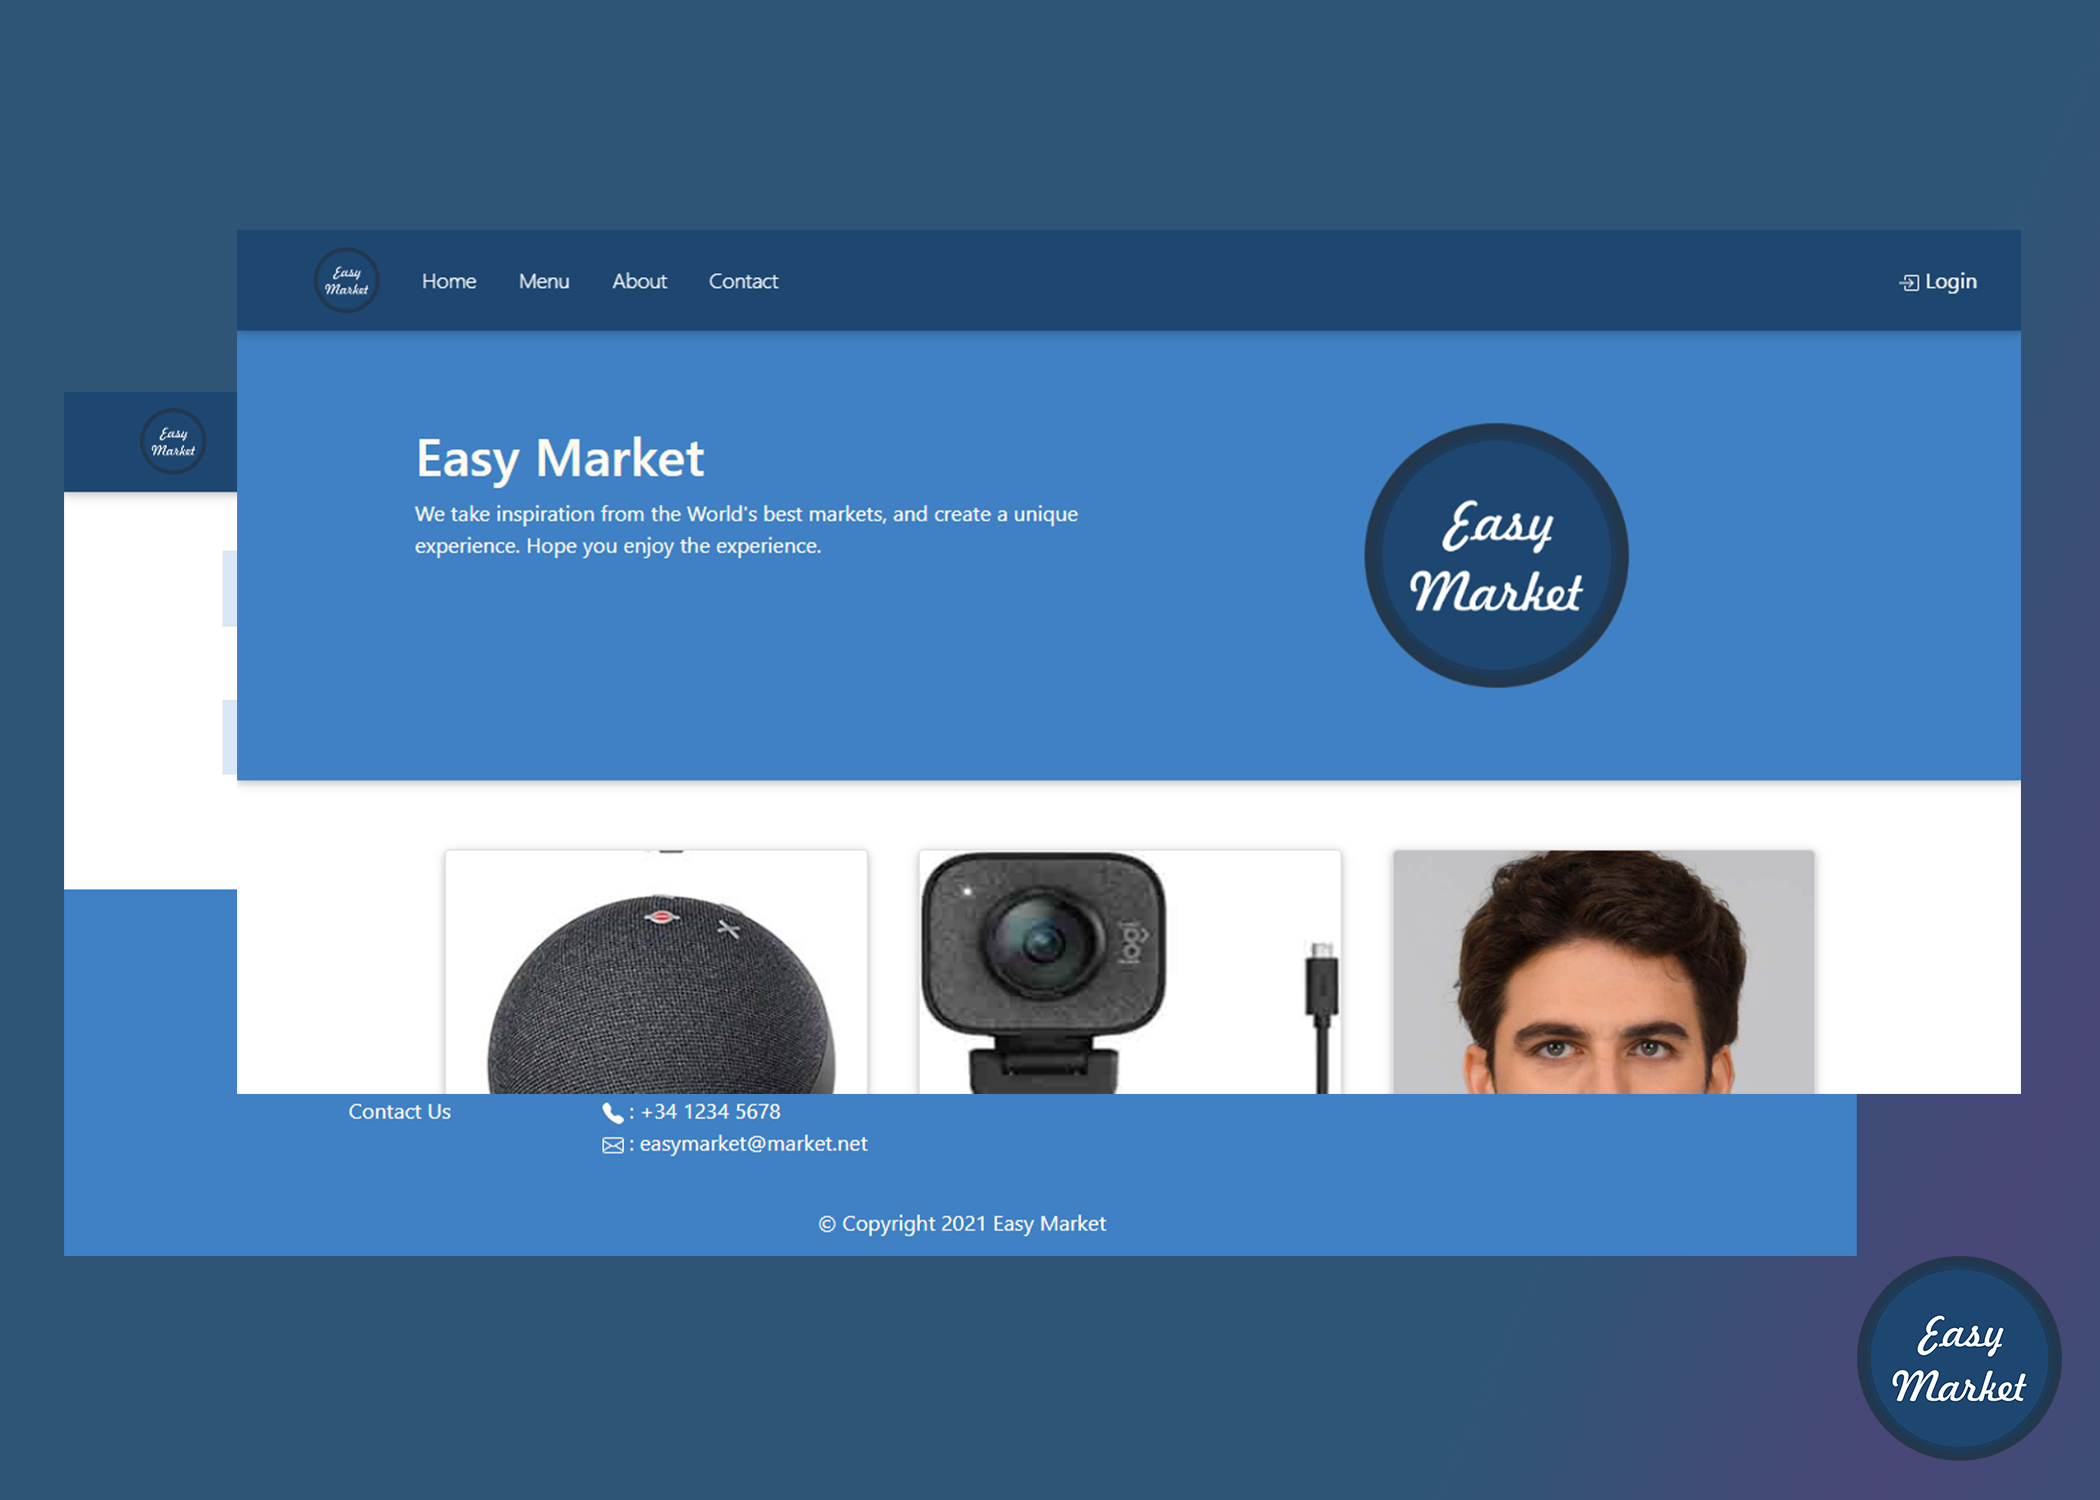 Easy
Market
Home Menu About Contact
Login
Easy
Market
Easy Market
We take inspiration from the World's best markets, and create a unique
experience. Hope you enjoy the experience.
Easy
Market
logi
Contact Us
: +34 1234 5678
: easymarket@market.net
© Copyright 2021 Easy Market
Easy
Market